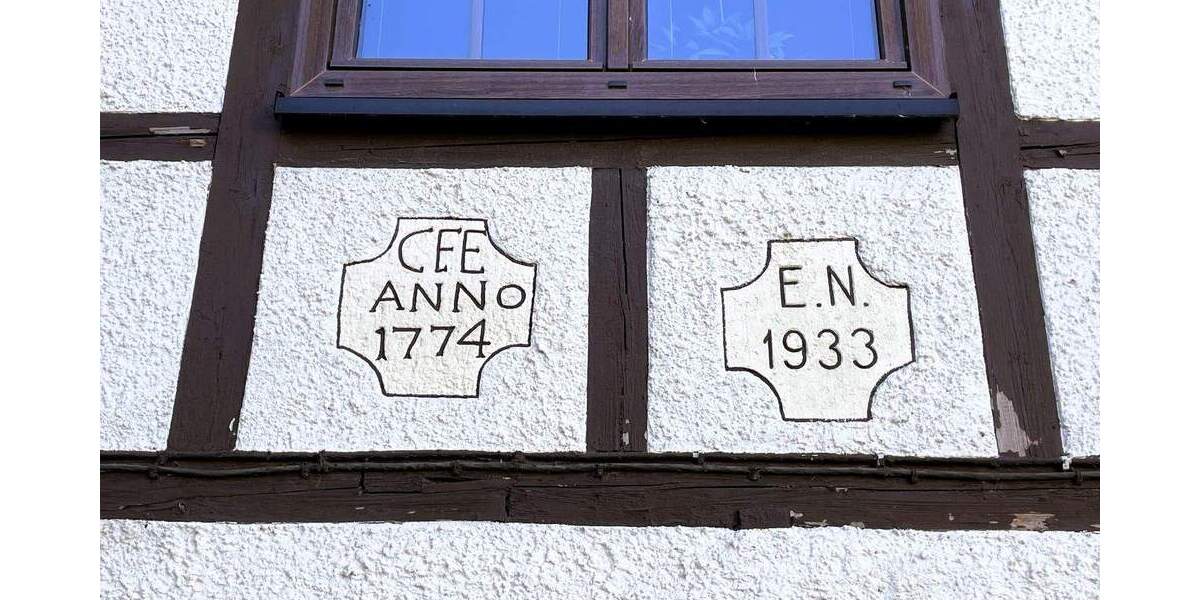 CFE
ANNO
1774
E.N.
1933